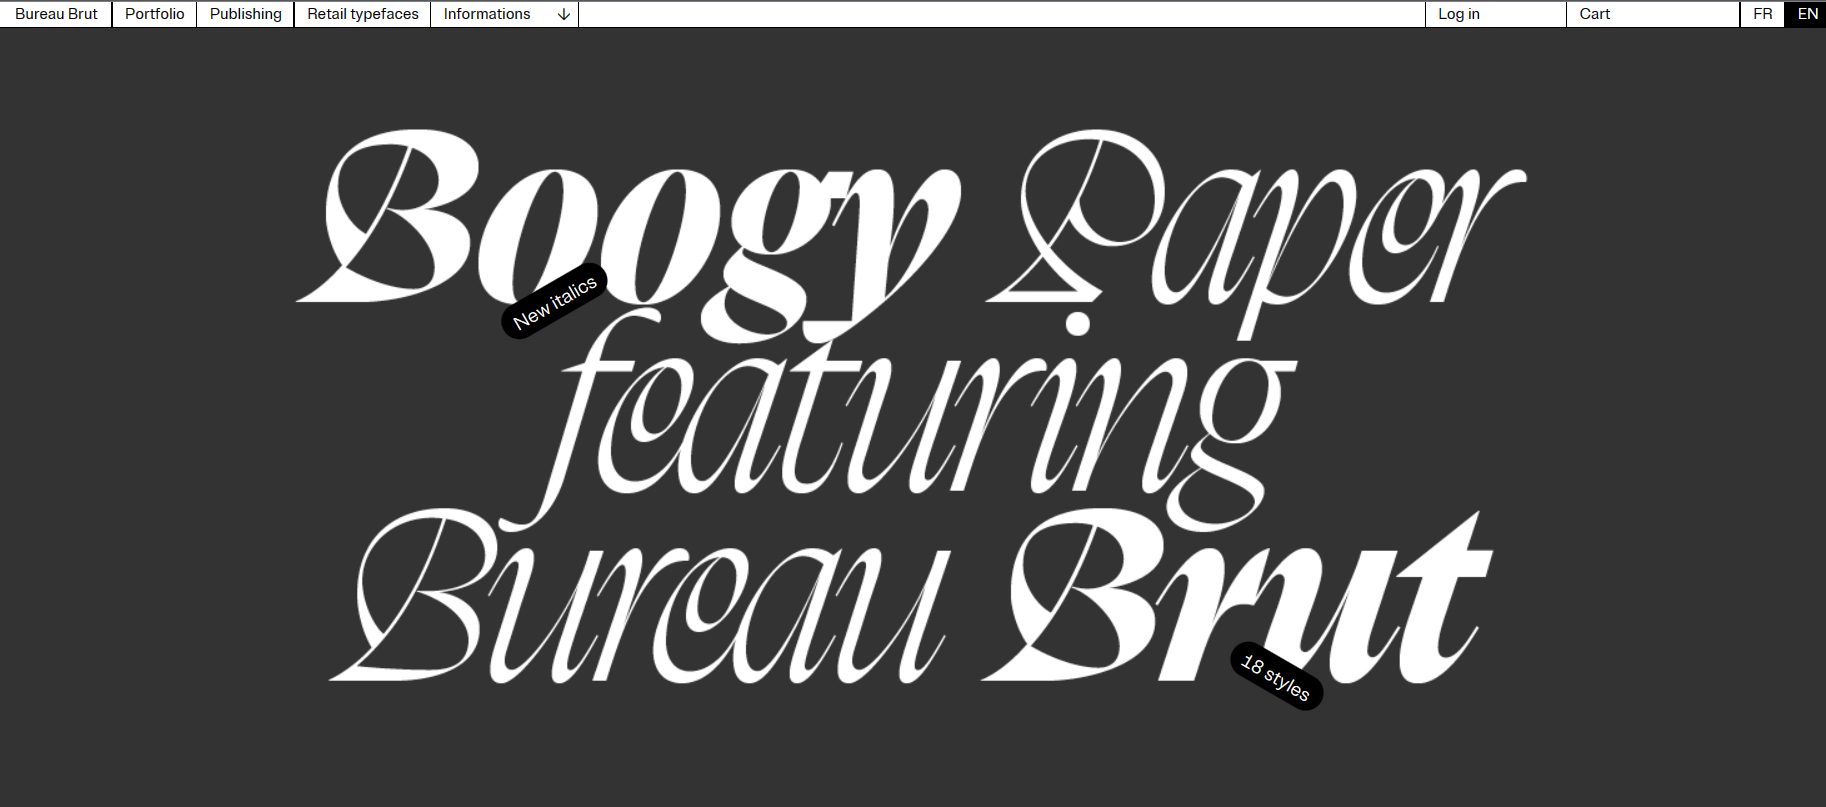 Bureau Brut Portfolio Publishing Retail typefaces Informations ↓ Log in Cart FR EN
Boogy Paper
New italics
featuring
Bureau Brut
18 styles